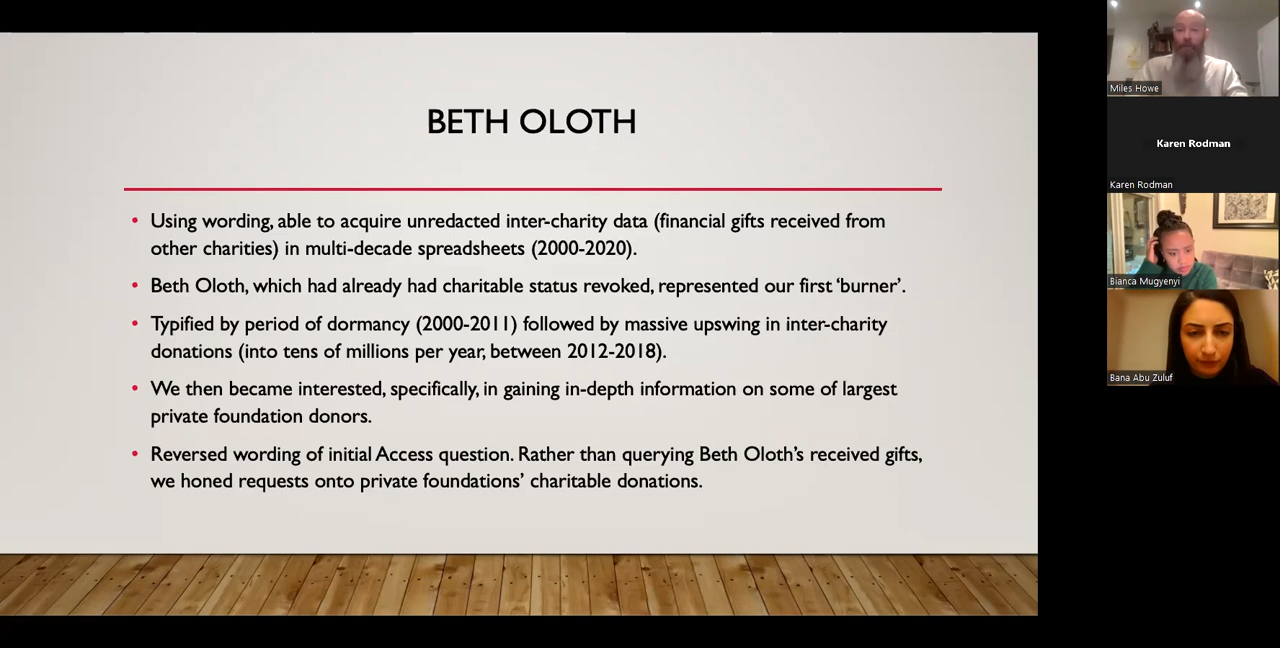 BETH OLOTH
• Using wording, able to acquire unredacted inter-charity data (financial gifts received from
other charities) in multi-decade spreadsheets (2000-2020).
• Beth Oloth, which had already had charitable status revoked, represented our first ‘burner’.
• Typified by period of dormancy (2000-2011) followed by massive upswing in inter-charity
donations (into tens of millions per year, between 2012-2018).
• We then became interested, specifically, in gaining in-depth information on some of largest
private foundation donors.
• Reversed wording of initial Access question. Rather than querying Beth Oloth’s received gifts,
we honed requests onto private foundations’ charitable donations.
Miles Howe
Karen Rodman
Karen Rodman
Bianca Mugyenyi
Bana Abu Zuluf